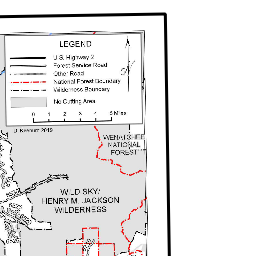 LEGEND
U.S. Highway 2
Forest Service Road
Other Road
National Forest Boundary
Wilderness Boundary
No Cutting Area
0 1 2 3 4 5 Miles
2019
WENATCHEE
NATIONAL
FOREST
WILD SKY/
HENRY M. JACKSON
WILDERNESS